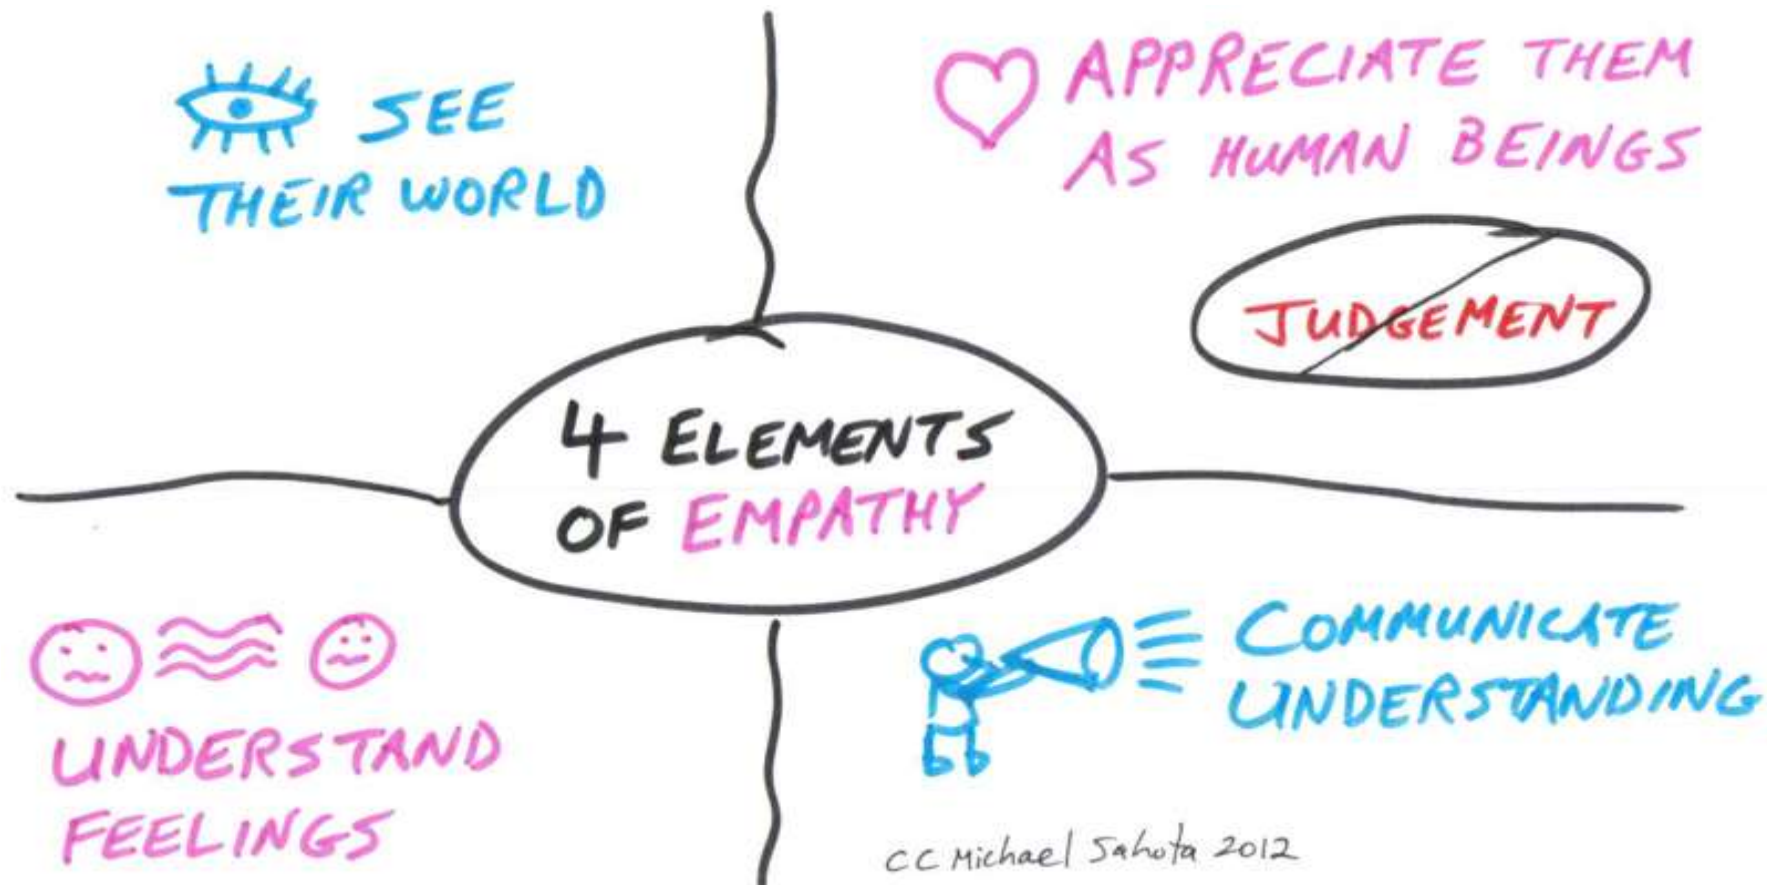 SEE
THEIR WORLD
APPRECIATE THEM
AS HUMAN BEINGS
JUDGEMENT
4 ELEMENTS
OF EMPATHY
UNDERSTAND
FEELINGS
COMMUNICATE
UNDERSTANDING
CC Michael Sahota 2012